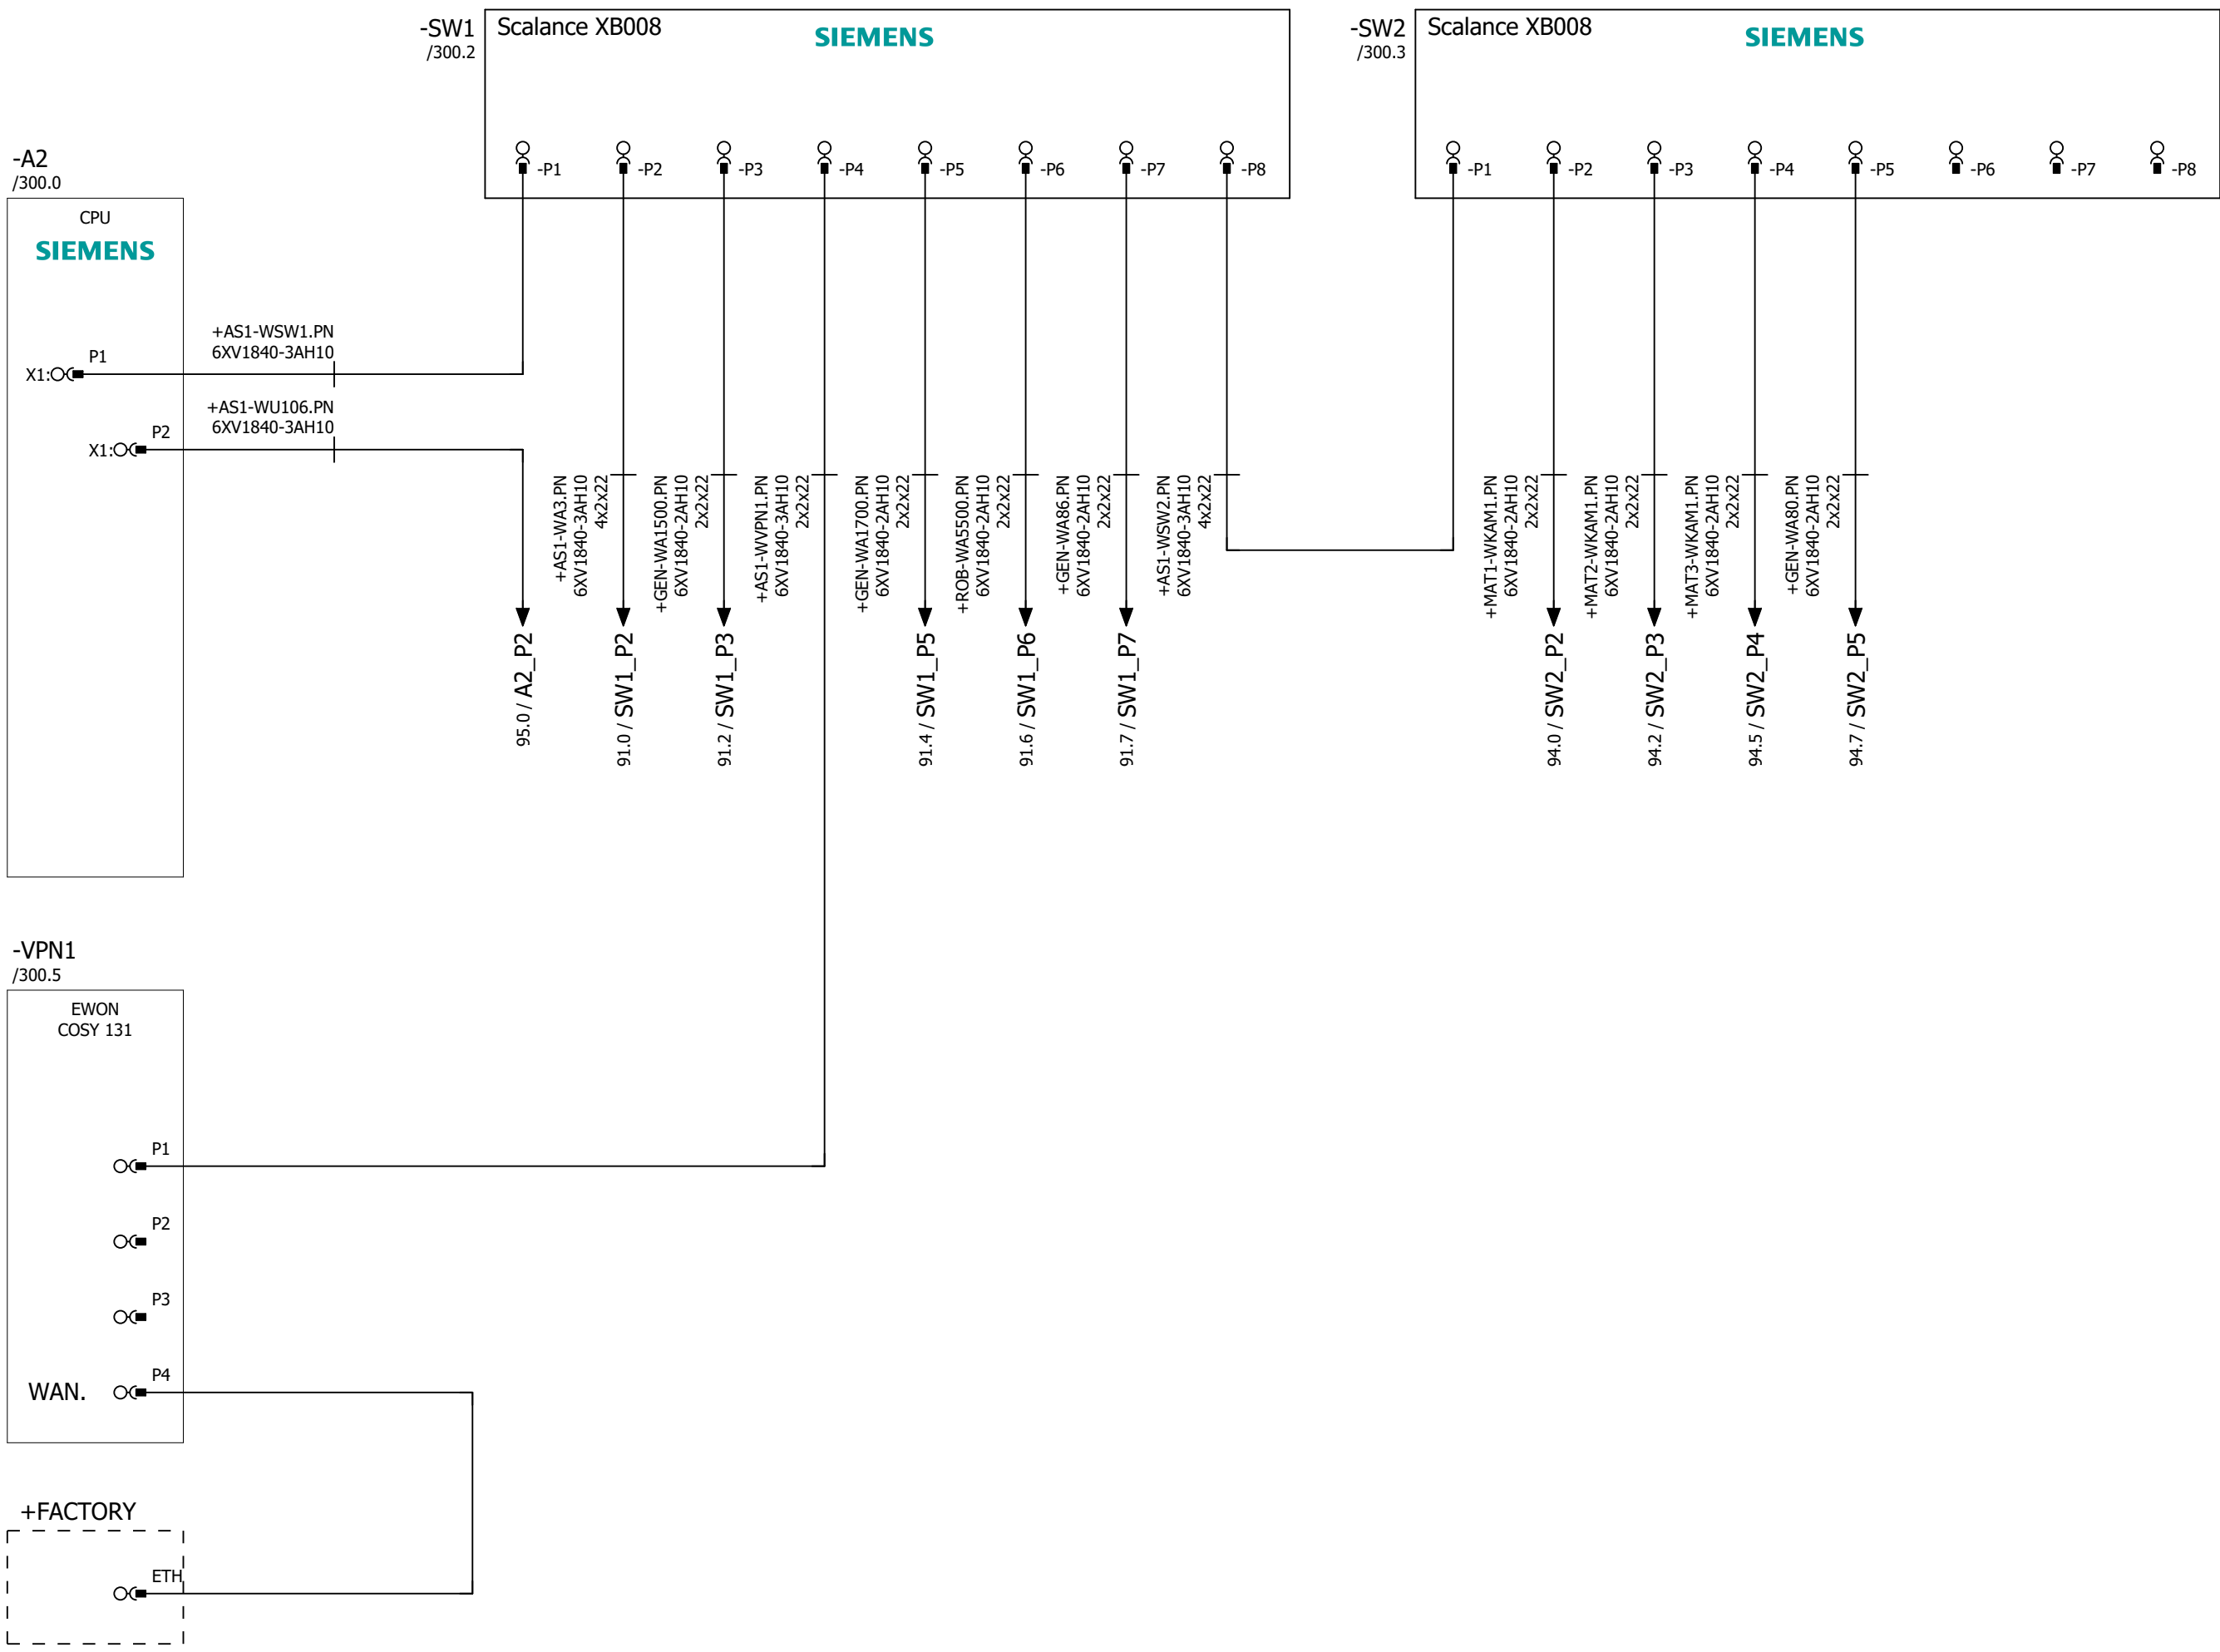 -SW1
/300.2
Scalance XB008
SIEMENS
-P1
-P2
-P3
-P4
-P5
-P6
-P7
-P8
-SW2
/300.3
Scalance XB008
SIEMENS
-P1
-P2
-P3
-P4
-P5
-P6
-P7
-P8
-A2
/300.0
CPU
SIEMENS
+AS1-WSW1.PN
6XV1840-3AH10
P1
X1:
+AS1-WU106.PN
6XV1840-3AH10
P2
X1:
95.0 / A2_P2
+AS1-WA3.PN
6XV1840-3AH10
4x2x22
91.0 / SW1_P2
+GEN-WA1500.PN
6XV1840-2AH10
2x2x22
91.2 / SW1_P3
+AS1-WVPN1.PN
6XV1840-3AH10
2x2x22
+GEN-WA1700.PN
6XV1840-2AH10
2x2x22
91.4 / SW1_P5
+ROB-WA5500.PN
6XV1840-2AH10
2x2x22
91.6 / SW1_P6
+GEN-WA86.PN
6XV1840-2AH10
2x2x22
91.7 / SW1_P7
+AS1-WSW2.PN
6XV1840-3AH10
4x2x22
+MAT1-WKAM1.PN
6XV1840-2AH10
2x2x22
94.0 / SW2_P2
+MAT2-WKAM1.PN
6XV1840-2AH10
2x2x22
94.2 / SW2_P3
+MAT3-WKAM1.PN
6XV1840-2AH10
2x2x22
94.5 / SW2_P4
+GEN-WA80.PN
6XV1840-2AH10
2x2x22
94.7 / SW2_P5
-VPN1
/300.5
EWON
COSY 131
P1
P2
P3
P4
WAN.
+FACTORY
ETH